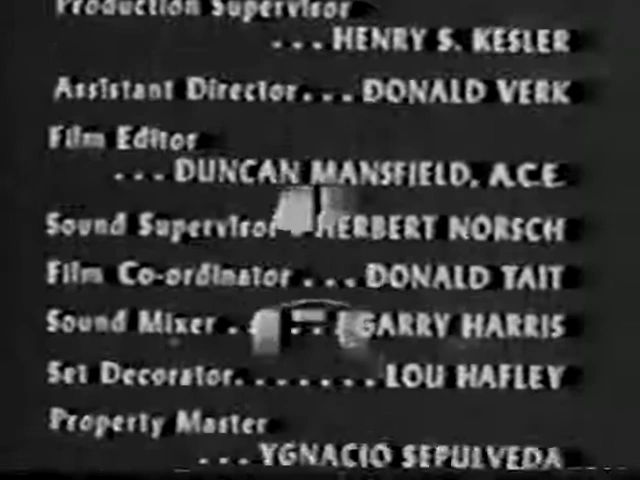 Production Supervisor
...HENRY S. KESLER
Assistant Director...DONALD VERK
Film Editor
...DUNCAN MANSFIELD, A.C.E.
Sound Supervisor HERBERT NORSCH
Film Co-ordinator...DONALD TAIT
Sound Mixer....GARRY HARRIS
Set Decorator.......LOU HAFLEY
Property Master
...YGNACIO SEPULVEDA